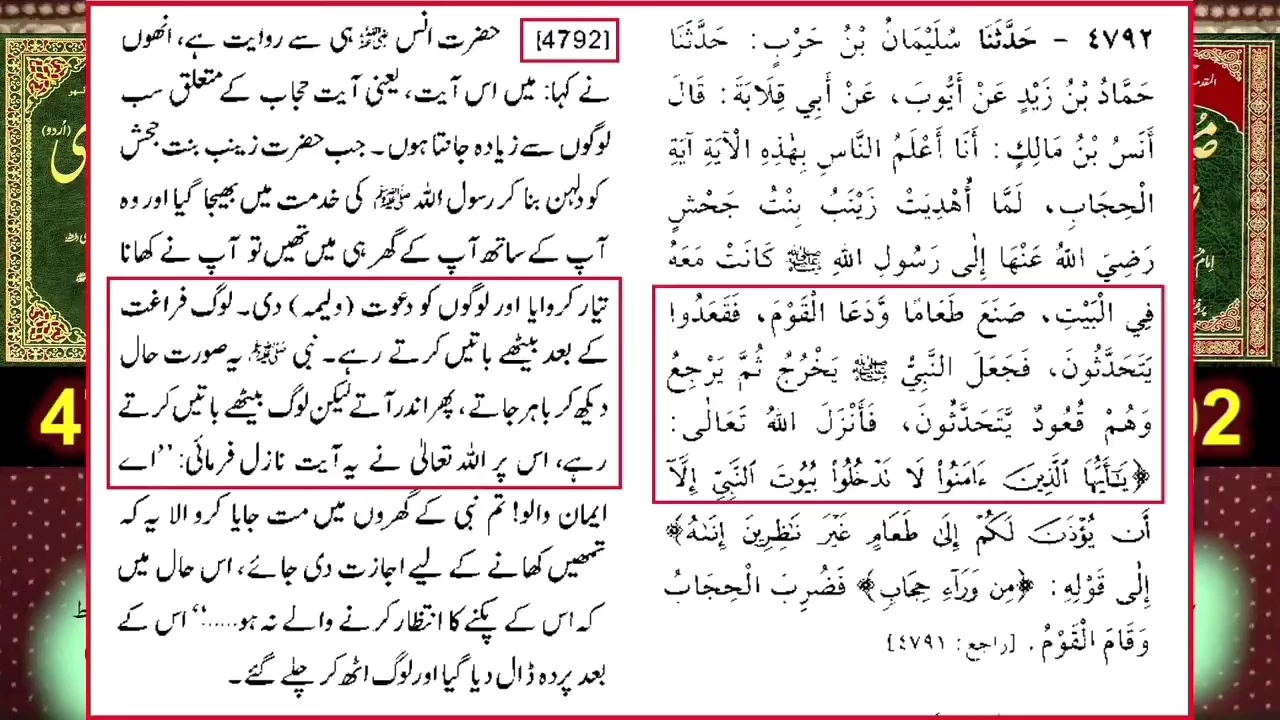 ٤٧٩٢ - حَدَّثَنَا سُلَيْمَانُ بْنُ حَرْبٍ: حَدَّثَنَا
حَمَّادُ بْنُ زَيْدٍ عَنْ أَيُّوبَ، عَنْ أَبِي قِلَابَةَ: قَالَ
أَنَسُ بْنُ مَالِكٍ: أَنَا أَعْلَمُ النَّاسِ بِهٰذِهِ الْآيَةِ آيَةِ
الْحِجَابِ، لَمَّا أُهْدِيَتْ زَيْنَبُ بِنْتُ جَحْشٍ
رَضِيَ اللهُ عَنْهَا إِلٰى رَسُولِ اللهِ ﷺ كَانَتْ مَعَهُ
فِي الْبَيْتِ، صَنَعَ طَعَامًا وَّدَعَا الْقَوْمَ، فَقَعَدُوا
يَتَحَدَّثُونَ، فَجَعَلَ النَّبِيُّ ﷺ يَخْرُجُ ثُمَّ يَرْجِعُ
وَهُمْ قُعُودٌ يَّتَحَدَّثُونَ، فَأَنْزَلَ اللهُ تَعَالٰى:
﴿يَٰٓأَيُّهَا ٱلَّذِينَ ءَامَنُوا۟ لَا تَدْخُلُوا۟ بُيُوتَ ٱلنَّبِيِّ إِلَّآ
أَن يُؤْذَنَ لَكُمْ إِلَىٰ طَعَامٍ غَيْرَ نَٰظِرِينَ إِنَىٰهُ﴾
إِلٰى قَوْلِهِ: ﴿مِن وَرَآءِ حِجَابٍ﴾ فَضُرِبَ الْحِجَابُ
وَقَامَ الْقَوْمُ. [راجع: ٤٧٩١]
[4792] حضرت انس ؓ ہی سے روایت ہے، انھوں
نے کہا: میں اس آیت، یعنی آیت حجاب کے متعلق سب
لوگوں سے زیادہ جانتا ہوں۔ جب حضرت زینب بنت جحش
کو دلہن بنا کر رسول اللہ ﷺ کی خدمت میں بھیجا گیا اور وہ
آپ کے ساتھ آپ کے گھر ہی میں تھیں تو آپ نے کھانا
تیار کروایا اور لوگوں کو دعوت (ولیمہ) دی۔ لوگ فراغت
کے بعد بیٹھے باتیں کرتے رہے۔ نبی ﷺ یہ صورت حال
دیکھ کر باہر جاتے، پھر اندر آتے لیکن لوگ بیٹھے باتیں کرتے
رہے، اس پر اللہ تعالیٰ نے یہ آیت نازل فرمائی: ”اے
ایمان والو! تم نبی کے گھروں میں مت جایا کرو الا یہ کہ
تمھیں کھانے کے لیے اجازت دی جائے، اس حال میں
کہ اس کے پکنے کا انتظار کرنے والے نہ ہو......“ اس کے
بعد پردہ ڈال دیا گیا اور لوگ اٹھ کر چلے گئے۔
4
02
(اُردو)